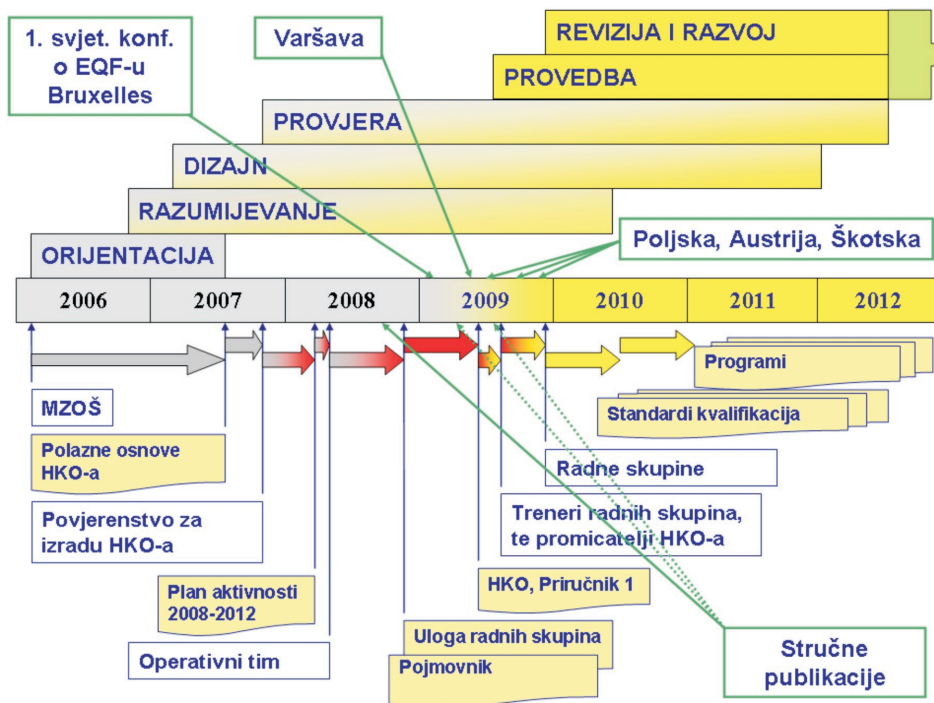 1. svjet. konf.
o EQF-u
Bruxelles
Varšava
REVIZIJA I RAZVOJ
PROVEDBA
PROVJERA
DIZAJN
RAZUMIJEVANJE
ORIJENTACIJA
Poljska, Austrija, Škotska
2006 2007 2008 2009 2010 2011 2012
Programi
Standardi kvalifikacija
MZOŠ
Polazne osnove
HKO-a
Radne skupine
Povjerenstvo za
izradu HKO-a
Treneri radnih skupina,
te promicatelji HKO-a
Plan aktivnosti
2008-2012
HKO, Priručnik 1
Operativni tim
Uloga radnih skupina
Pojmovnik
Stručne
publikacije